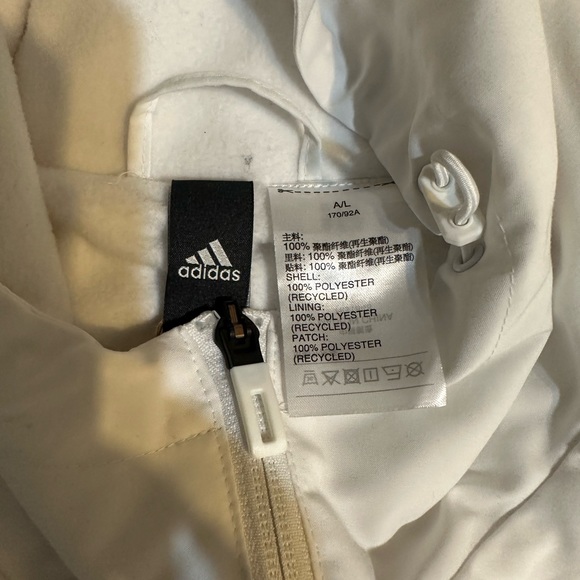 adidas
A/L
170/92A
主料:
100% 聚酯纤维(再生聚酯)
里料: 100% 聚酯纤维(再生聚酯)
贴料: 100% 聚酯纤维(再生聚酯)
SHELL:
100% POLYESTER
(RECYCLED)
LINING:
100% POLYESTER
(RECYCLED)
PATCH:
100% POLYESTER
(RECYCLED)